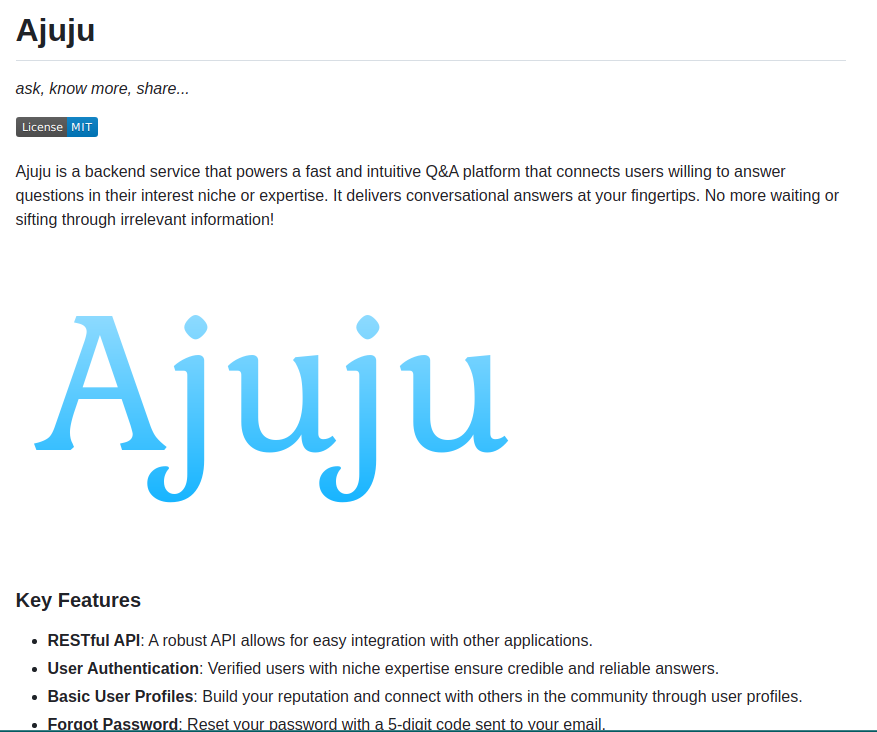 Ajuju
ask, know more, share...
License MIT
Ajuju is a backend service that powers a fast and intuitive Q&A platform that connects users willing to answer
questions in their interest niche or expertise. It delivers conversational answers at your fingertips. No more waiting or
sifting through irrelevant information!
Ajuju
Key Features
• RESTful API: A robust API allows for easy integration with other applications.
• User Authentication: Verified users with niche expertise ensure credible and reliable answers.
• Basic User Profiles: Build your reputation and connect with others in the community through user profiles.
• Forgot Password: Reset your password with a 5-digit code sent to your email.